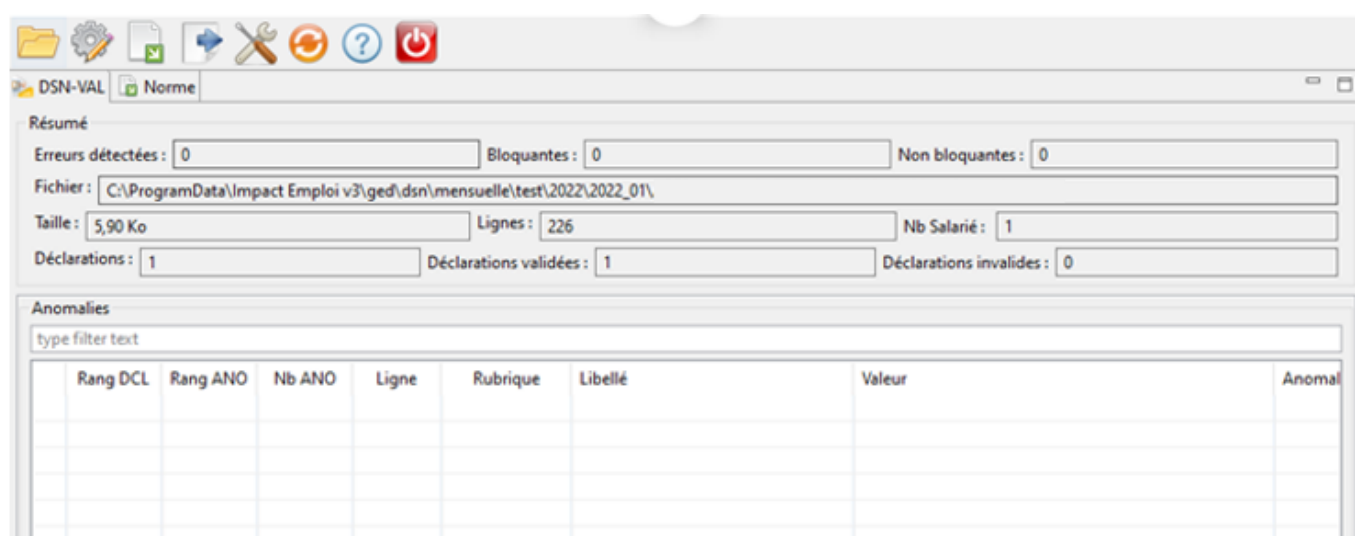 DSN-VAL Norme
Résumé
Erreurs détectées : 0 Bloquantes : 0 Non bloquantes : 0
Fichier : C:\ProgramData\Impact Emploi v3\ged\dsn\mensuelle\test\2022\2022_01\
Taille : 5,90 Ko Lignes : 226 Nb Salarié : 1
Déclarations : 1 Déclarations validées : 1 Déclarations invalides : 0
Anomalies
type filter text
Rang DCL Rang ANO Nb ANO Ligne Rubrique Libellé Valeur Anomal